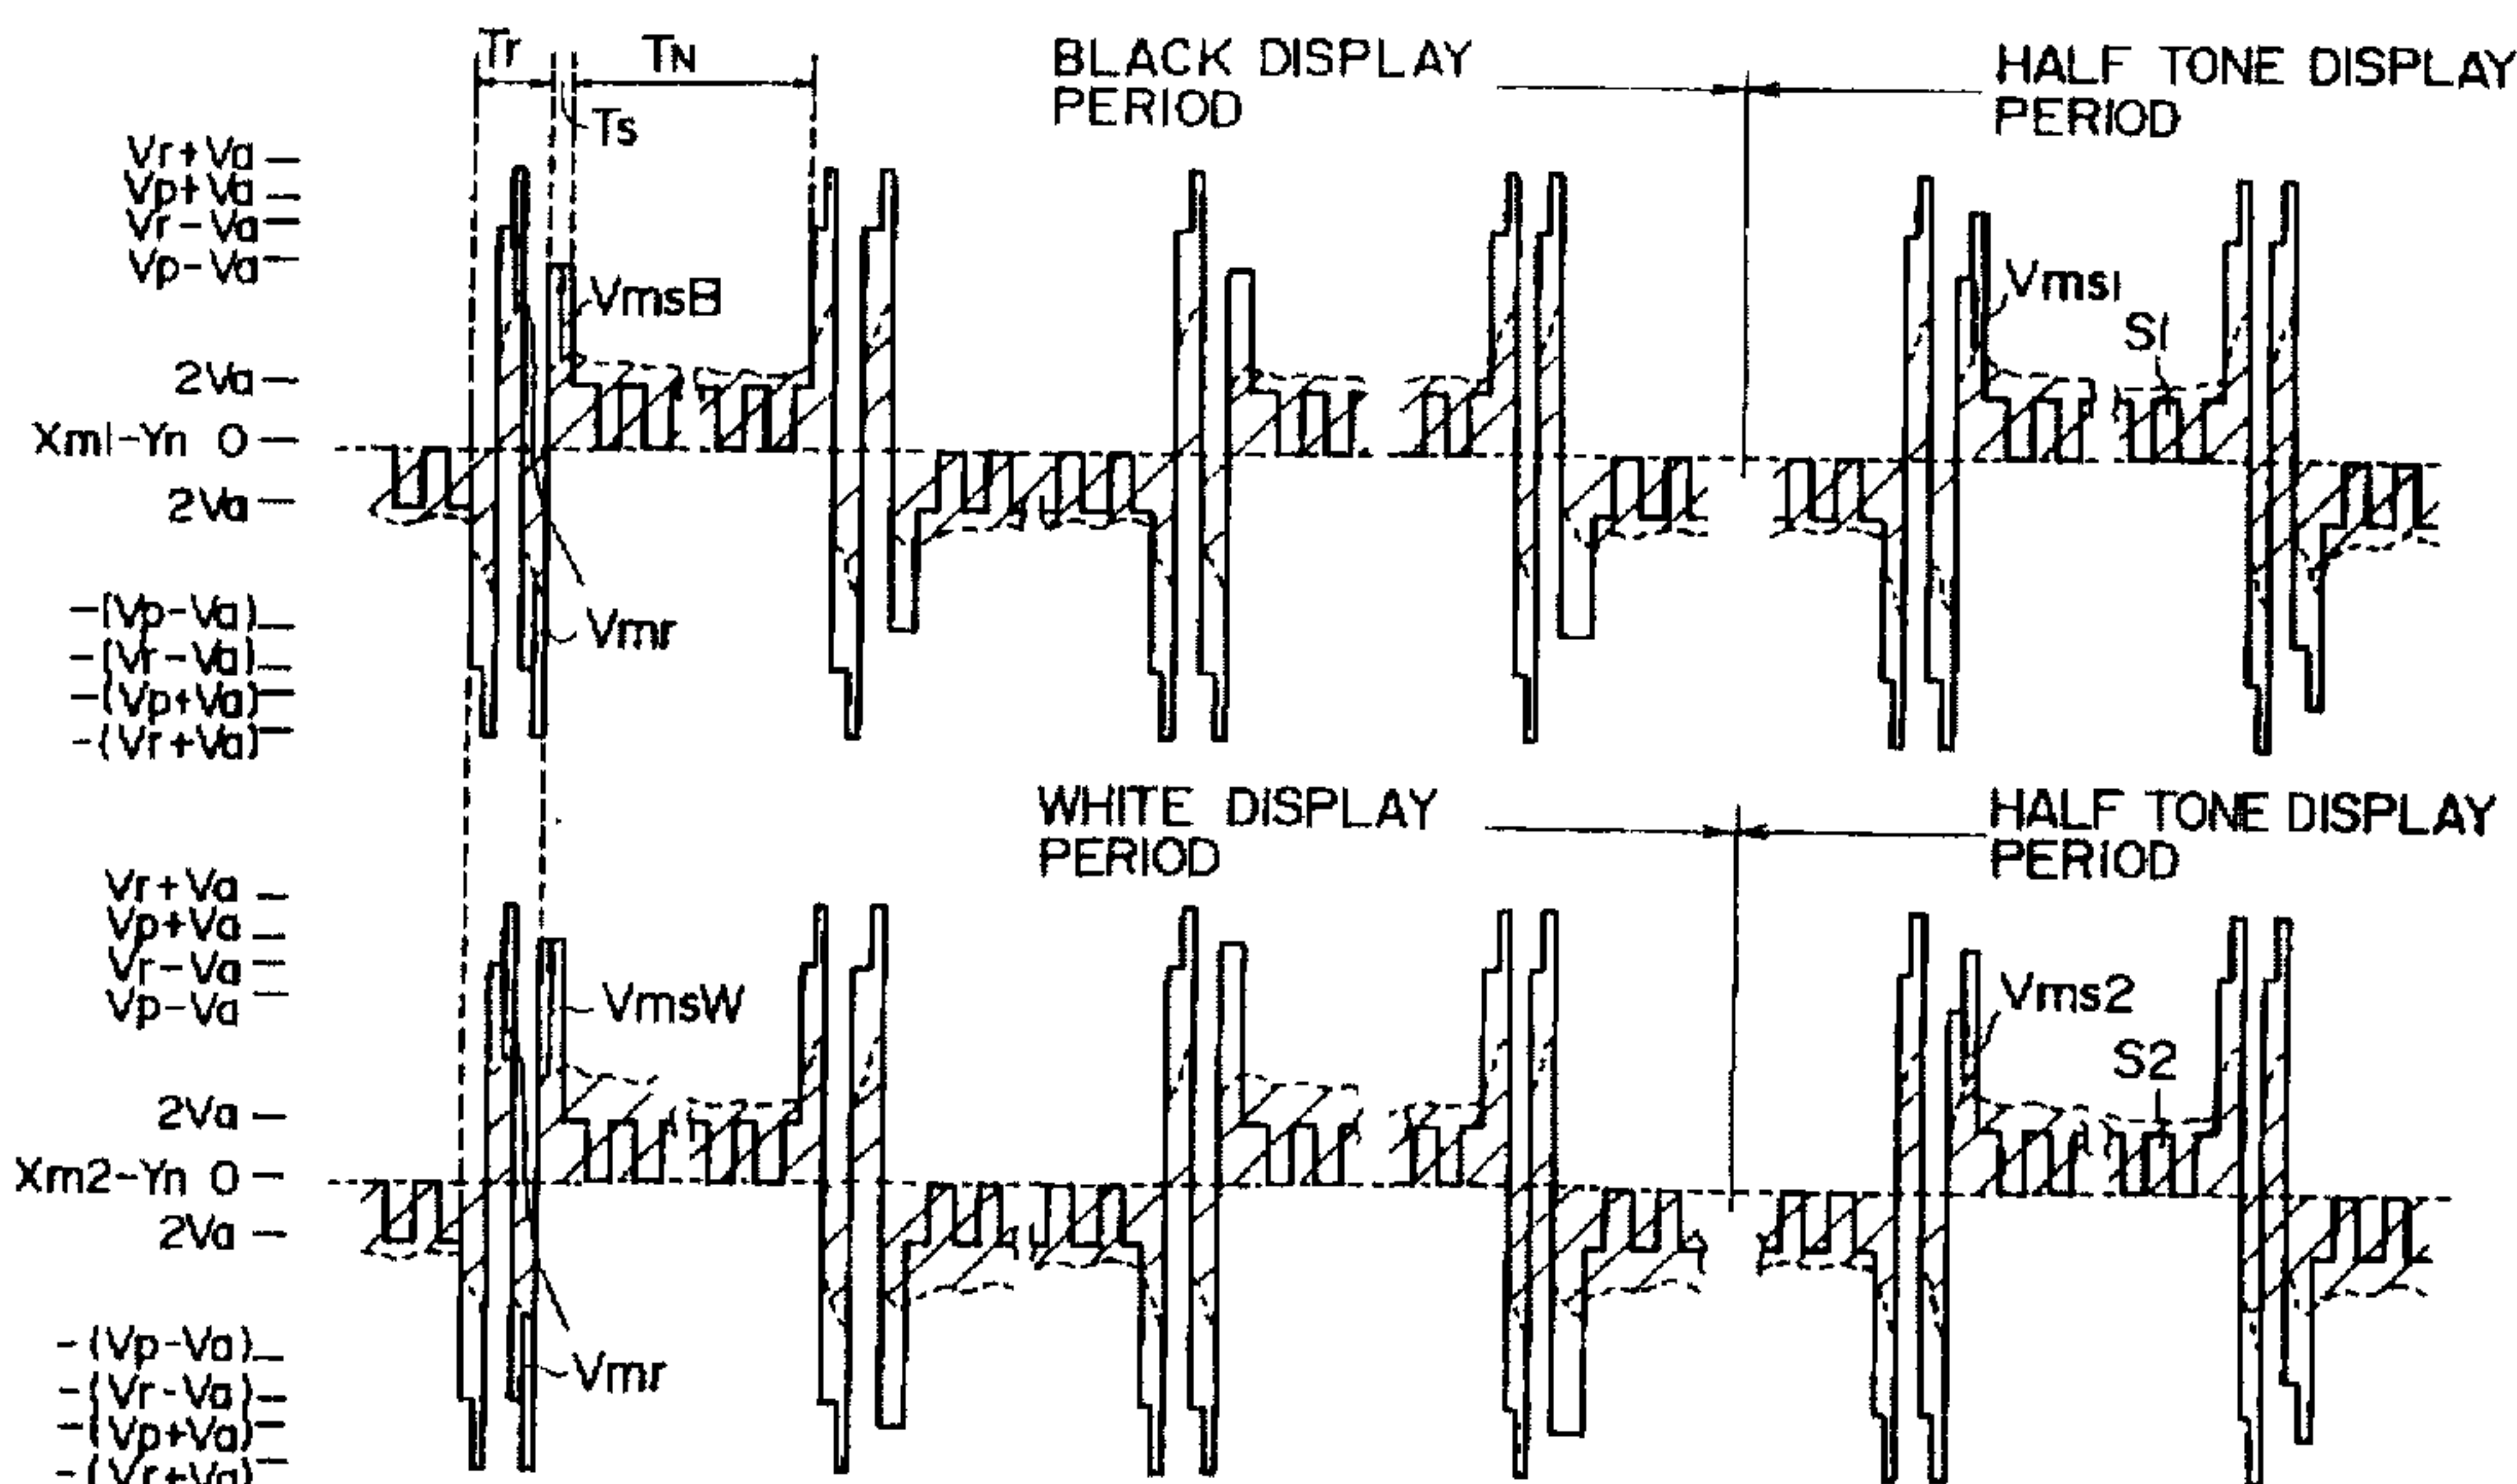 Tr
TN
Ts
BLACK DISPLAY
PERIOD
HALF TONE DISPLAY
PERIOD
Vr+Va
Vp+Va
Vr-Va
Vp-Va
VmsB
Vms1
S1
2Va
Xm1-Yn 0
2Va
-(Vp-Va)
-(Vr-Va)
-(Vp+Va)
-(Vr+Va)
Vmr
WHITE DISPLAY
PERIOD
HALF TONE DISPLAY
PERIOD
Vr+Va
Vp+Va
Vr-Va
Vp-Va
VmsW
Vms2
S2
2Va
Xm2-Yn 0
2Va
-(Vp-Va)
-(Vr-Va)
-(Vp+Va)
-(Vr+Va)
Vmr